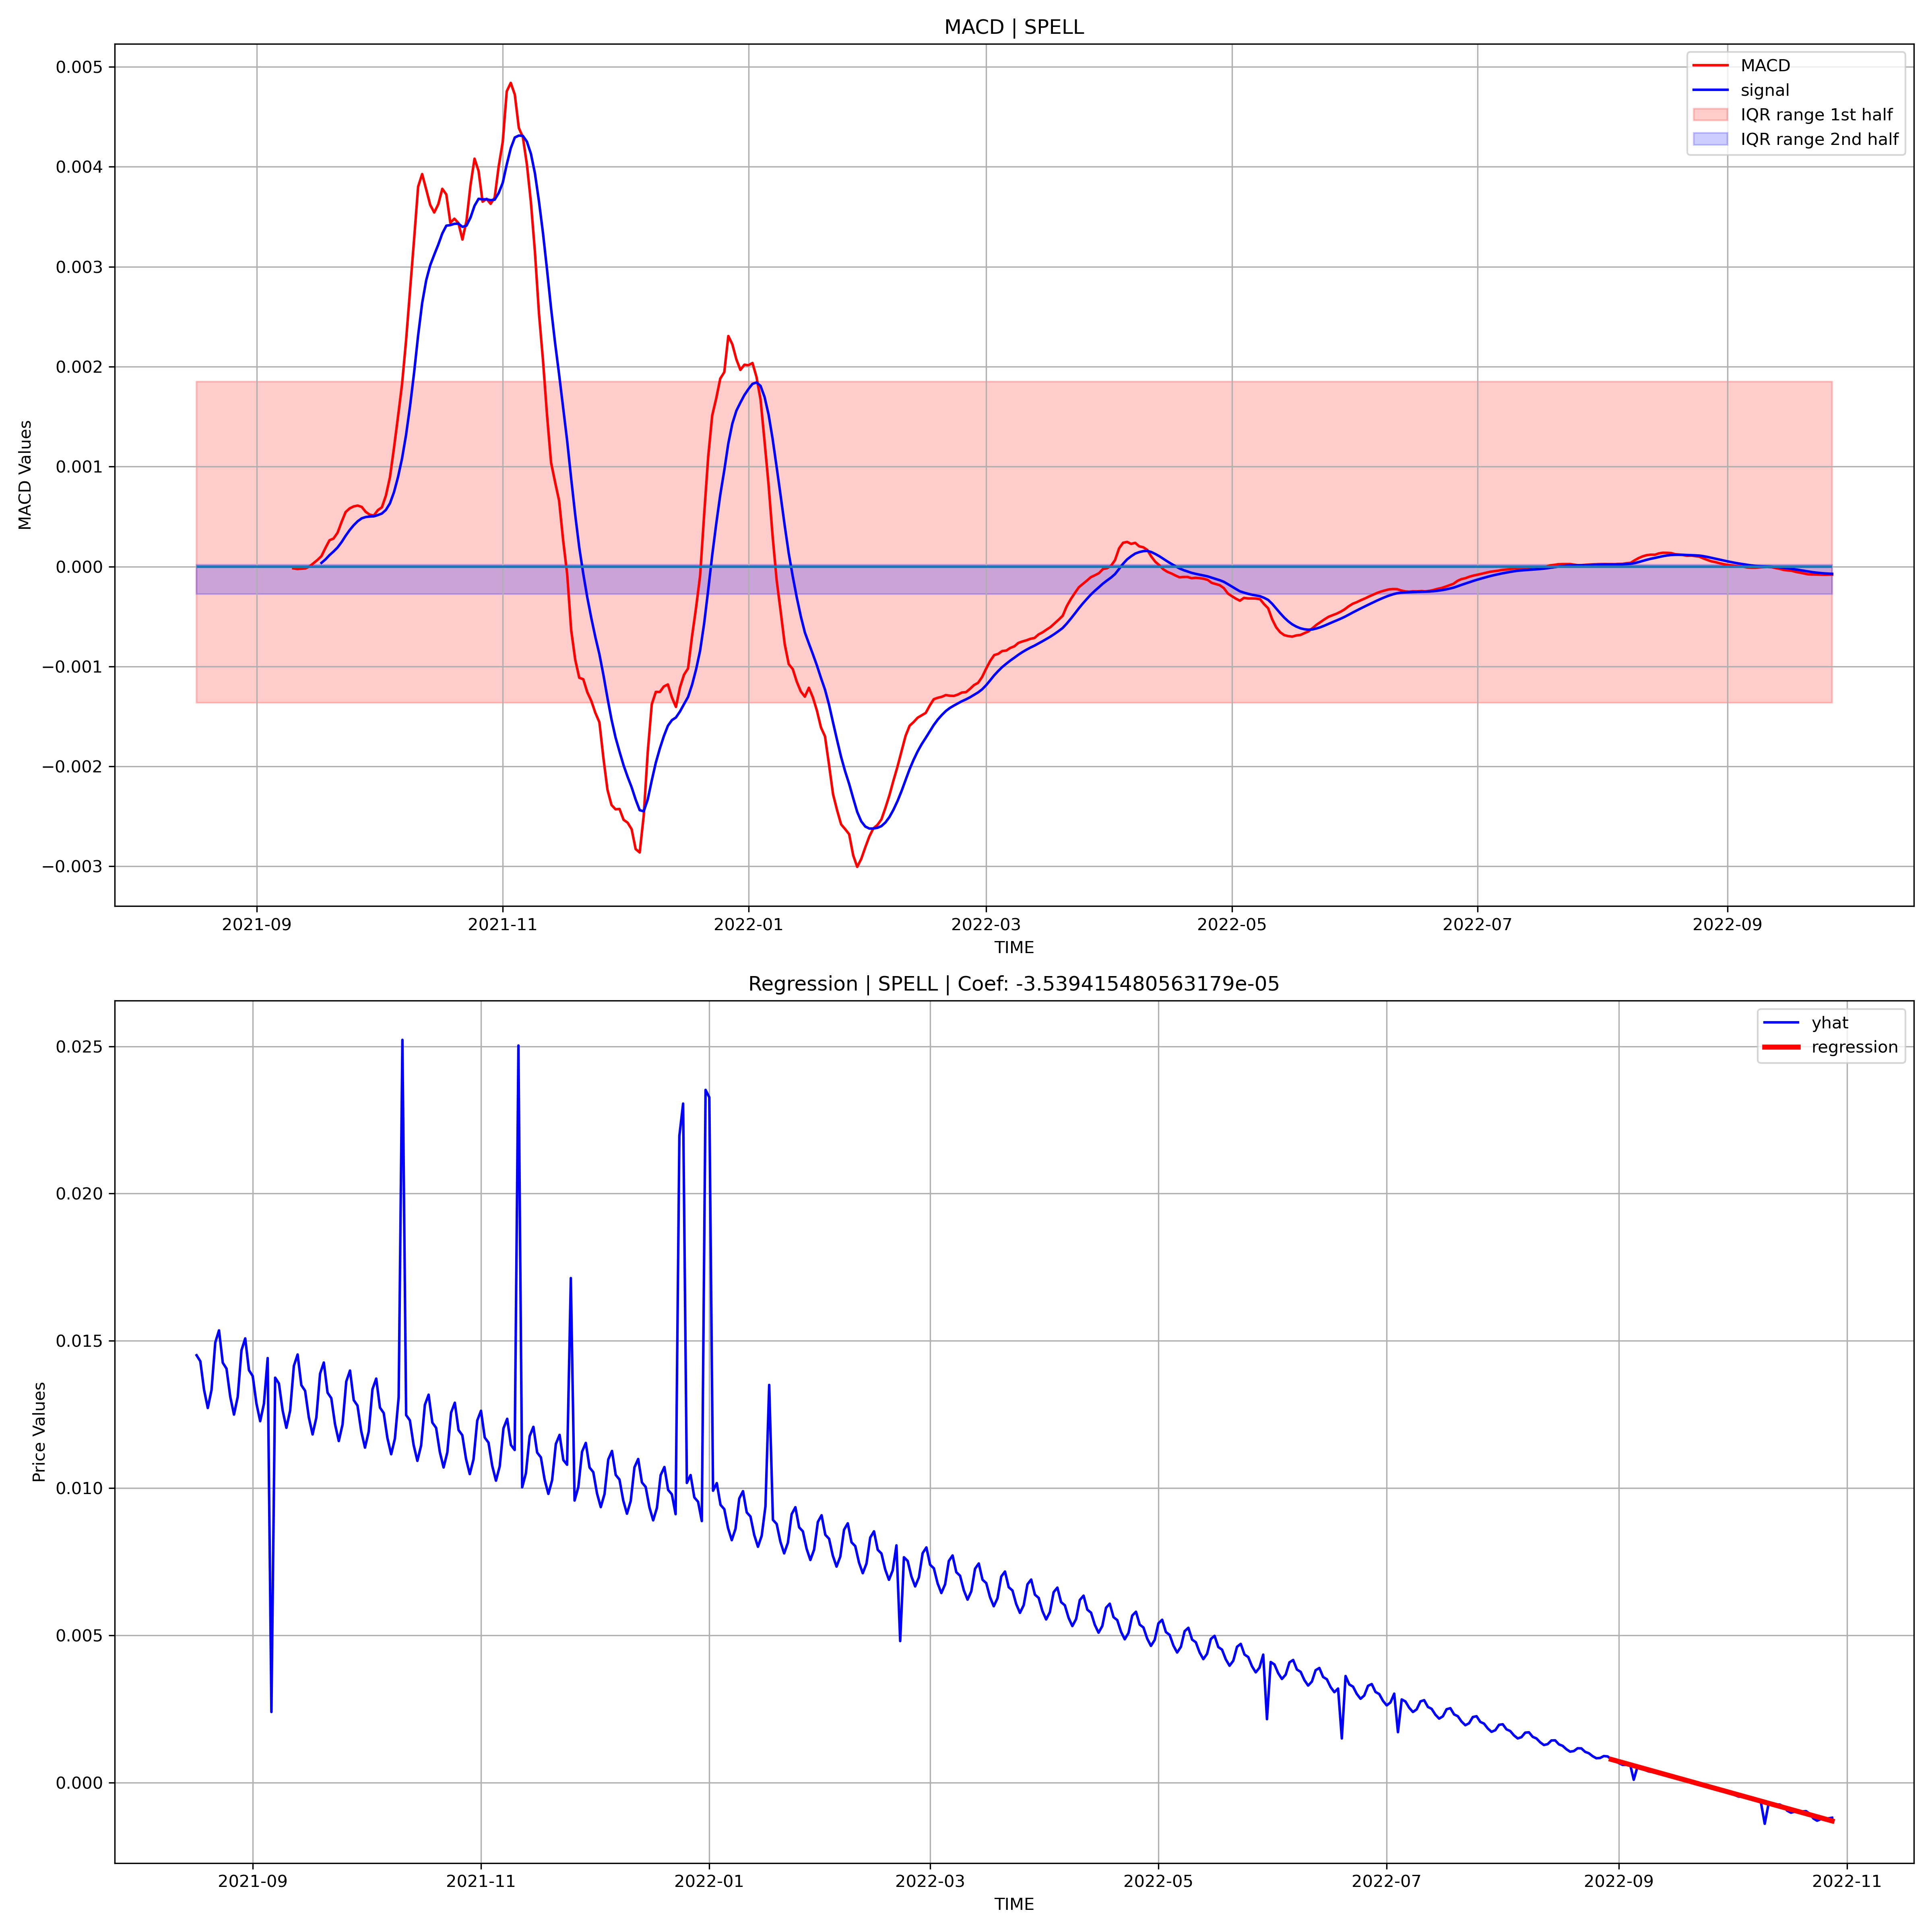 MACD | SPELL
MACD
signal
IQR range 1st half
IQR range 2nd half
0.005
0.004
0.003
0.002
0.001
0.000
−0.001
−0.002
−0.003
MACD Values
2021-09 2021-11 2022-01 2022-03 2022-05 2022-07 2022-09
TIME
Regression | SPELL | Coef: -3.539415480563179e-05
yhat
regression
0.025
0.020
0.015
0.010
0.005
0.000
Price Values
2021-09 2021-11 2022-01 2022-03 2022-05 2022-07 2022-09 2022-11
TIME